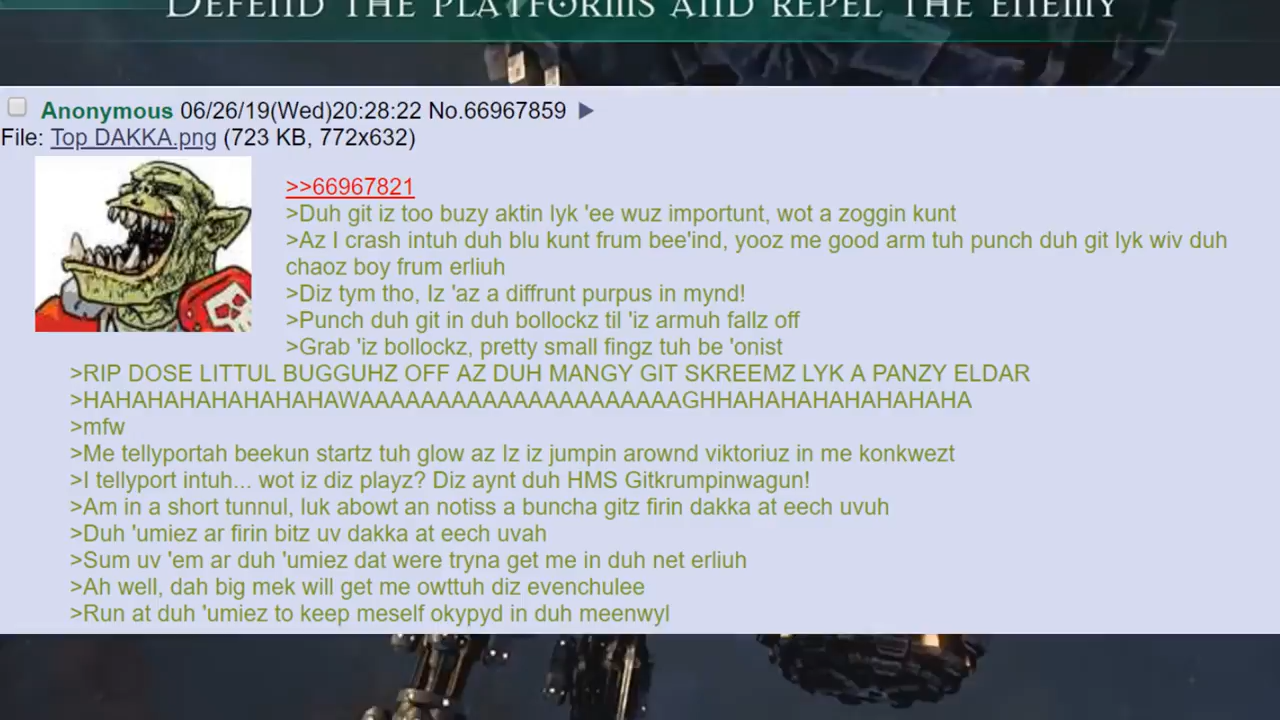 DEFEND THE PLATFORMS AND REPEL THE ENEMY
Anonymous 06/26/19(Wed)20:28:22 No.66967859 ▶
File: Top DAKKA.png (723 KB, 772x632)
>>66967821
>Duh git iz too buzy aktin lyk 'ee wuz importunt, wot a zoggin kunt
>Az I crash intuh duh blu kunt frum bee'ind, yooz me good arm tuh punch duh git lyk wiv duh
chaoz boy frum erliuh
>Diz tym tho, Iz 'az a diffrunt purpus in mynd!
>Punch duh git in duh bollockz til 'iz armuh fallz off
>Grab 'iz bollockz, pretty small fingz tuh be 'onist
>RIP DOSE LITTUL BUGGUHZ OFF AZ DUH MANGY GIT SKREEMZ LYK A PANZY ELDAR
>HAHAHAHAHAHAHAHAWAAAAAAAAAAAAAAAAAAAAAGHHAHAHAHAHAHAHAHA
>mfw
>Me tellyportah beekun startz tuh glow az Iz iz jumpin arownd viktoriuz in me konkwezt
>I tellyport intuh... wot iz diz playz? Diz aynt duh HMS Gitkrumpinwagun!
>Am in a short tunnul, luk abowt an notiss a buncha gitz firin dakka at eech uvuh
>Duh 'umiez ar firin bitz uv dakka at eech uvah
>Sum uv 'em ar duh 'umiez dat were tryna get me in duh net erliuh
>Ah well, dah big mek will get me owttuh diz evenchulee
>Run at duh 'umiez to keep meself okypyd in duh meenwyl